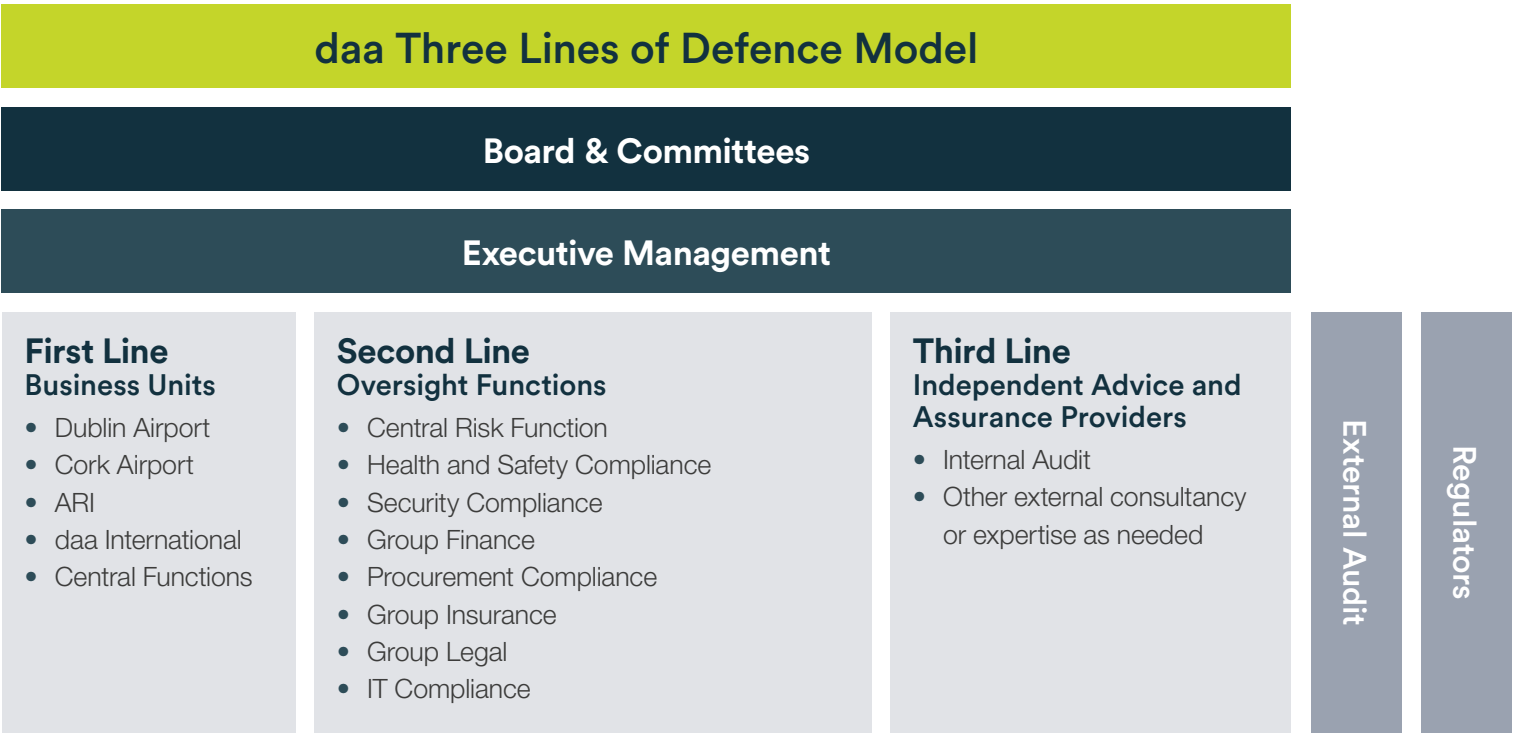 daa Three Lines of Defence Model
Board & Committees
Executive Management
First Line
Business Units
• Dublin Airport
• Cork Airport
• ARI
• daa International
• Central Functions
Second Line
Oversight Functions
• Central Risk Function
• Health and Safety Compliance
• Security Compliance
• Group Finance
• Procurement Compliance
• Group Insurance
• Group Legal
• IT Compliance
Third Line
Independent Advice and
Assurance Providers
• Internal Audit
• Other external consultancy
or expertise as needed
External Audit
Regulators